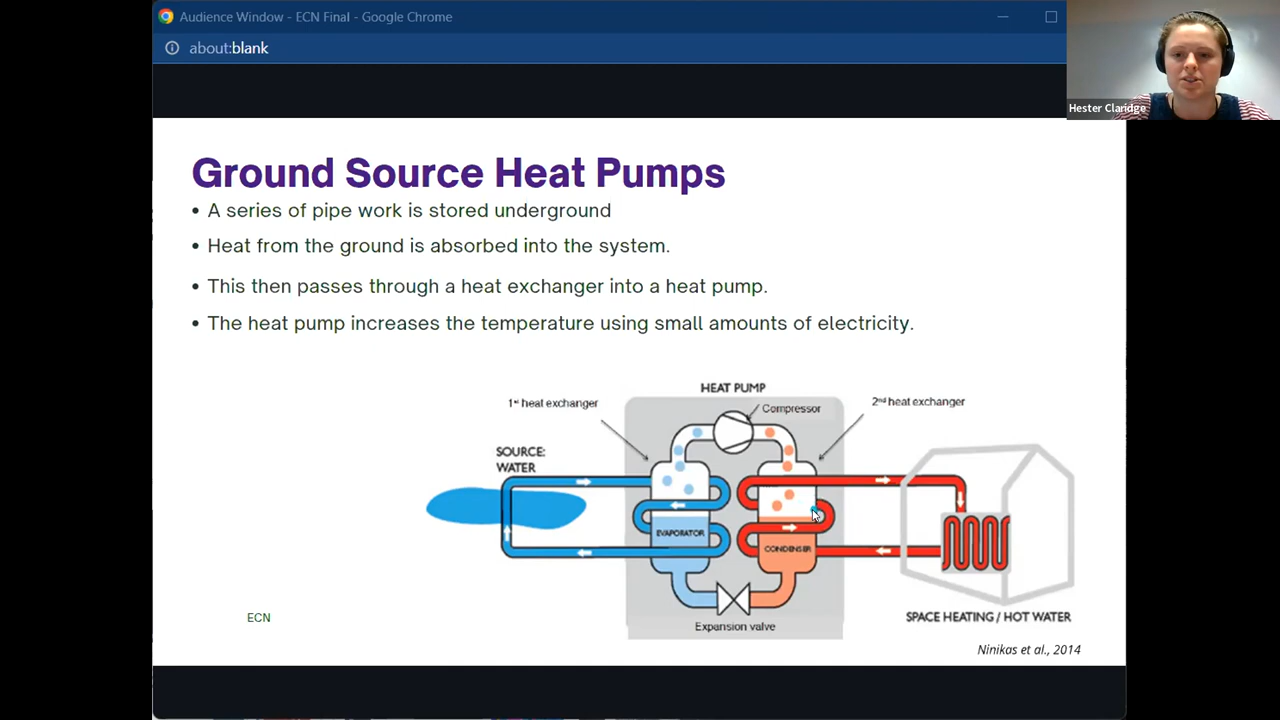 Audience Window - ECN Final - Google Chrome
about:blank
Hester Claridge
Ground Source Heat Pumps
• A series of pipe work is stored underground
• Heat from the ground is absorbed into the system.
• This then passes through a heat exchanger into a heat pump.
• The heat pump increases the temperature using small amounts of electricity.
HEAT PUMP
1st heat exchanger
Compressor
2nd heat exchanger
SOURCE:
WATER
EVAPORATOR
CONDENSER
Expansion valve
SPACE HEATING / HOT WATER
ECN
Ninikas et al., 2014